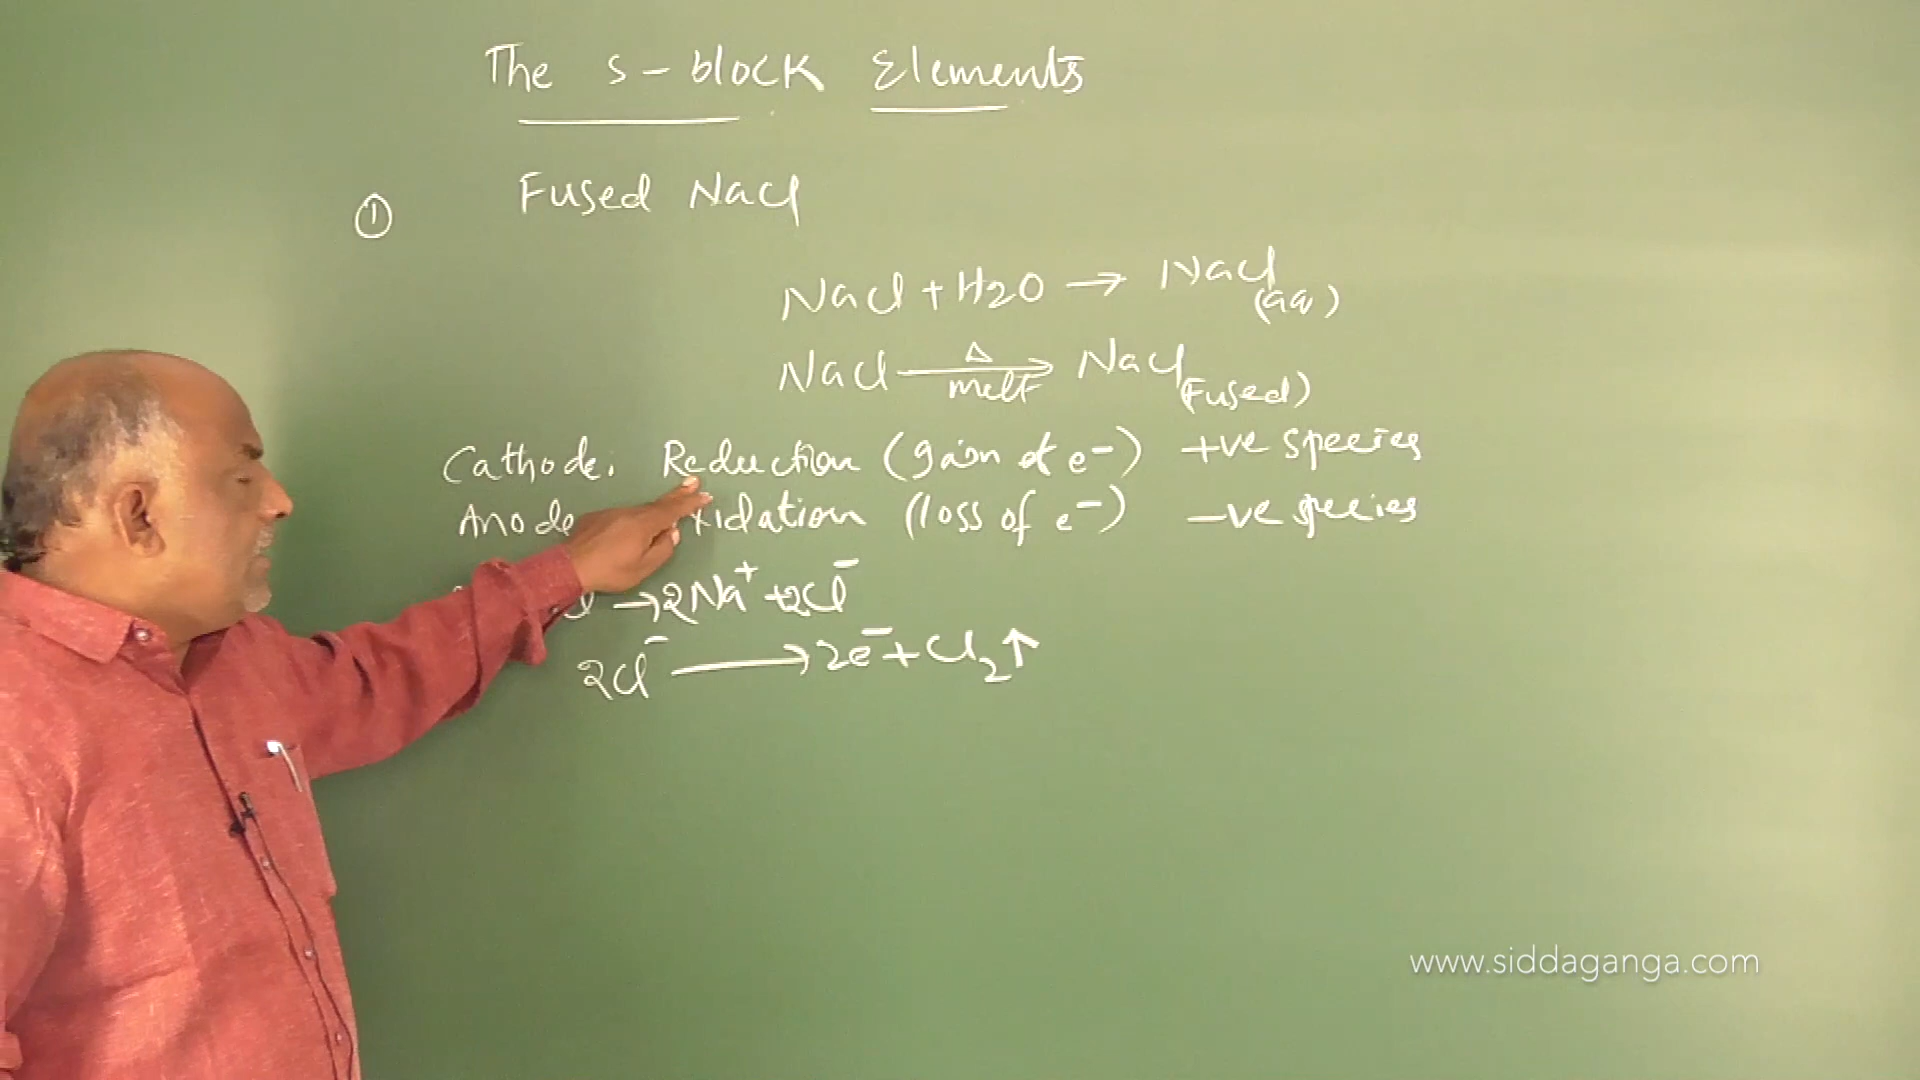 The s-block Elements
① Fused NaCl
NaCl + H2O → NaCl (aq)
NaCl —Δ melt→ NaCl (Fused)
Cathode: Reduction (gain of e⁻) +ve species
Anode xidation (loss of e⁻) -ve species
→ 2Na⁺ + 2Cl⁻
2Cl⁻ → 2e⁻ + Cl₂↑
www.siddaganga.com